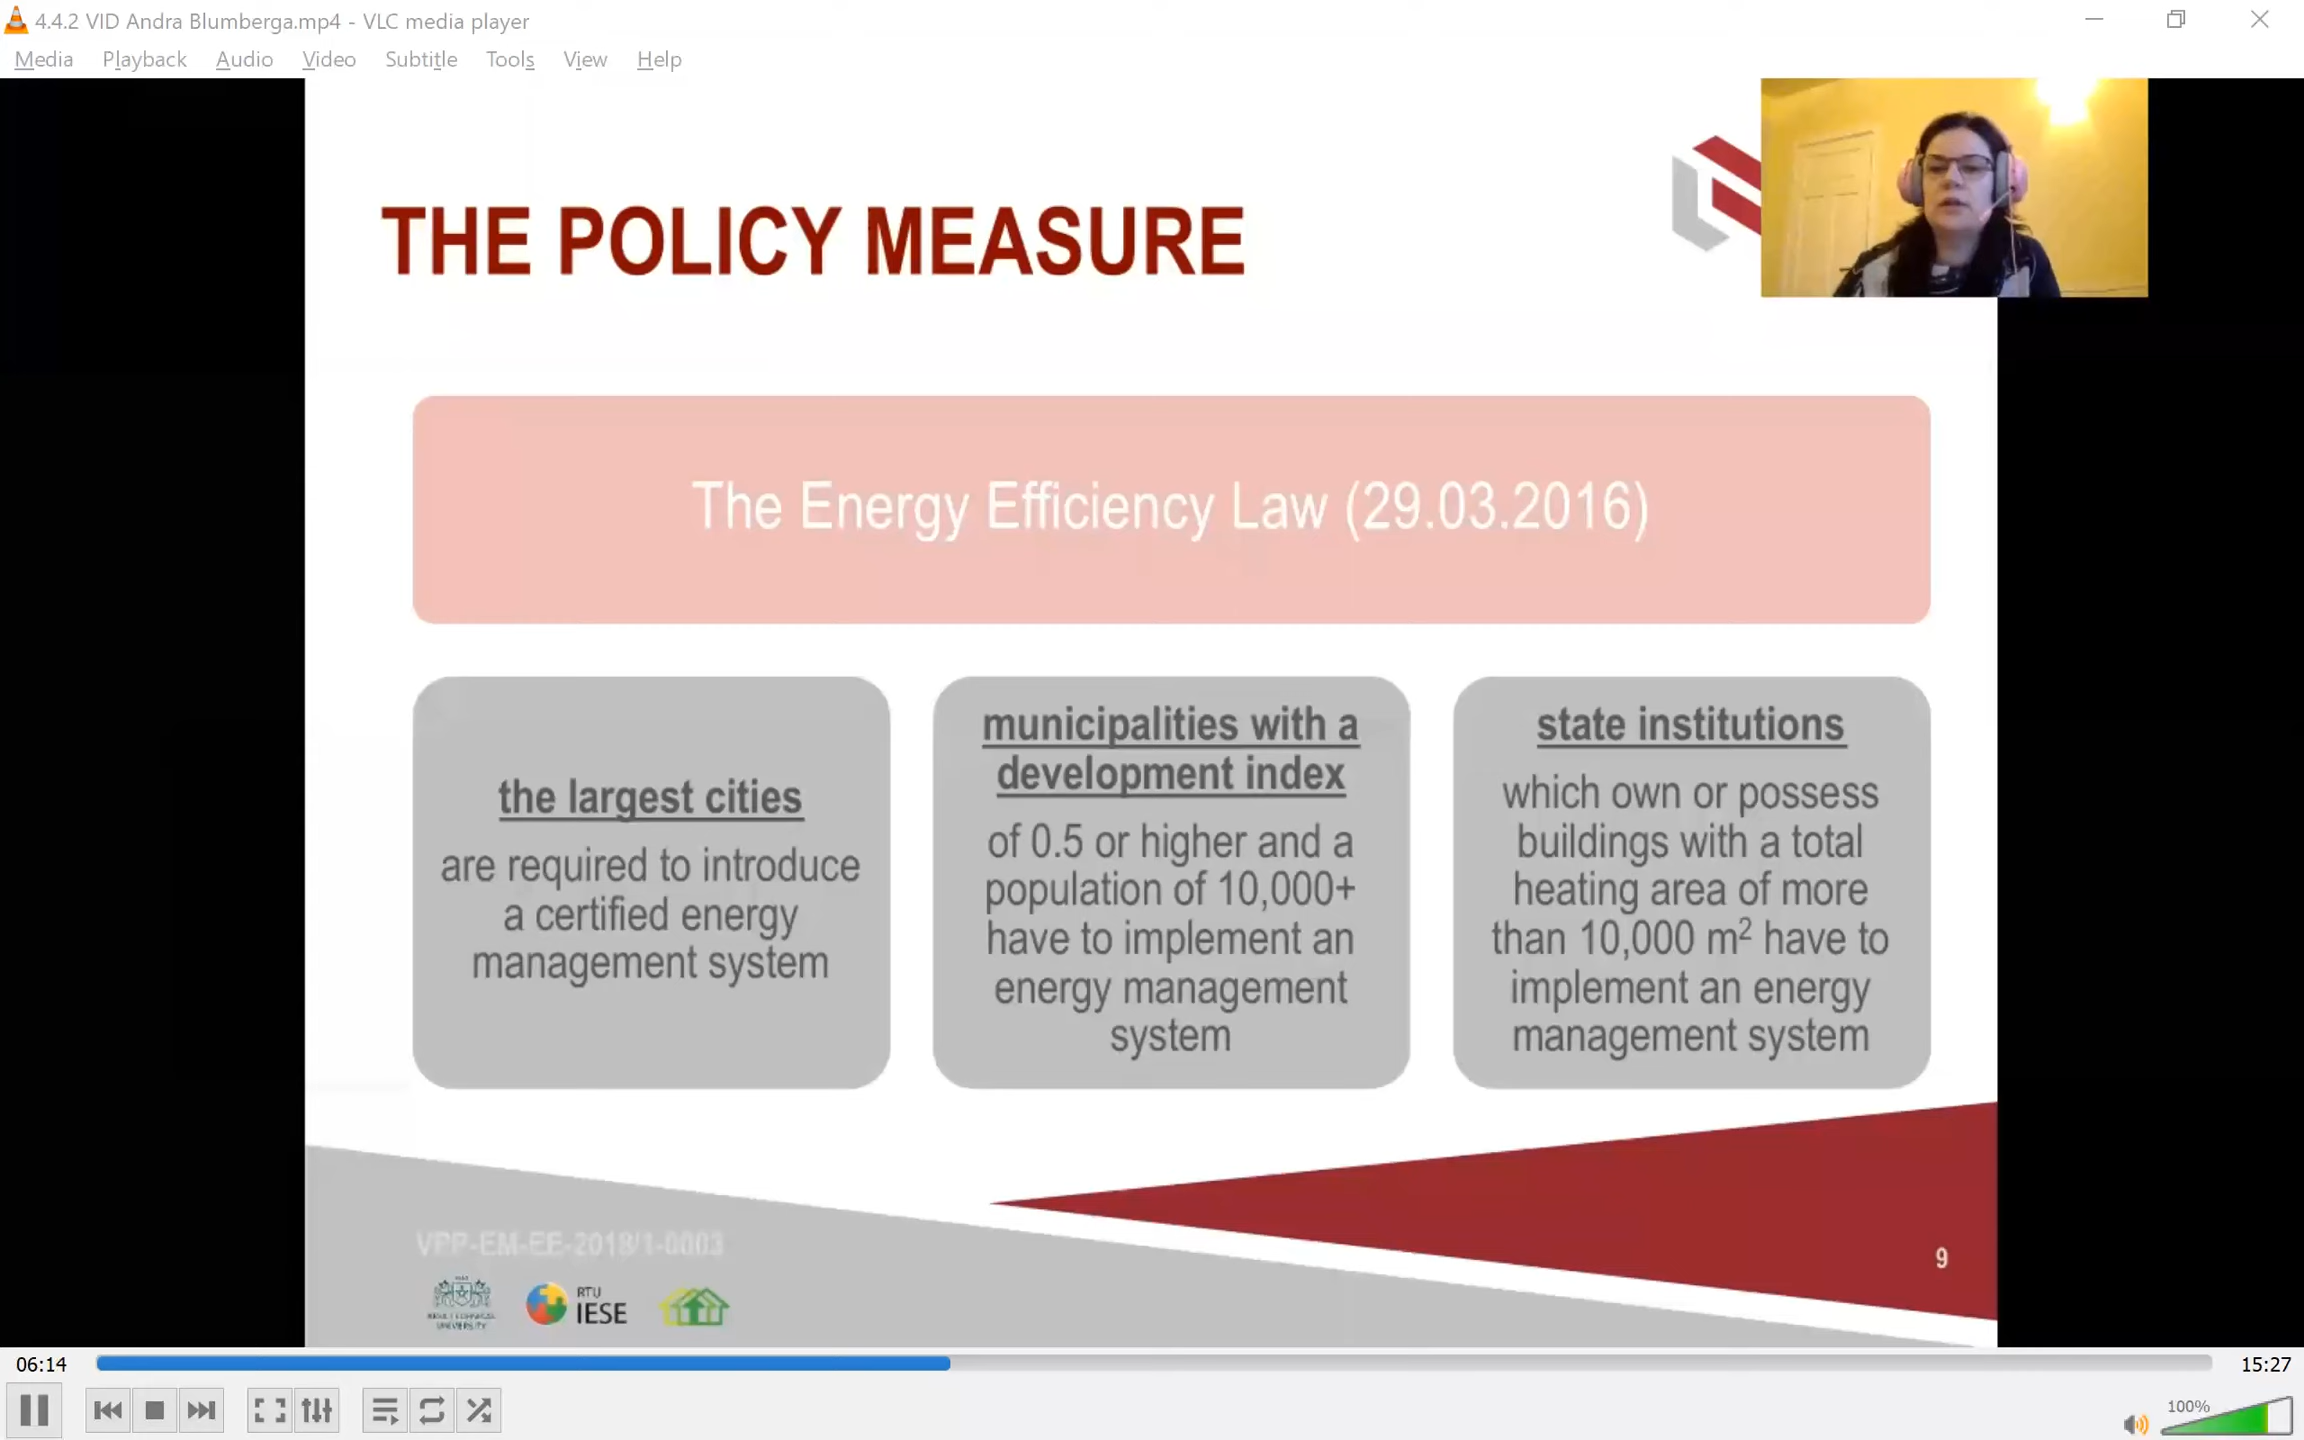 4.4.2 VID Andra Blumberga.mp4 - VLC media player
Media Playback Audio Video Subtitle Tools View Help
THE POLICY MEASURE
The Energy Efficiency Law (29.03.2016)
the largest cities
are required to introduce
a certified energy
management system
municipalities with a
development index
of 0.5 or higher and a
population of 10,000+
have to implement an
energy management
system
state institutions
which own or possess
buildings with a total
heating area of more
than 10,000 m² have to
implement an energy
management system
VPP-EM-EE-2018/1-0003
UNIVERSITY
RTU
IESE
9
06:14
15:27
100%